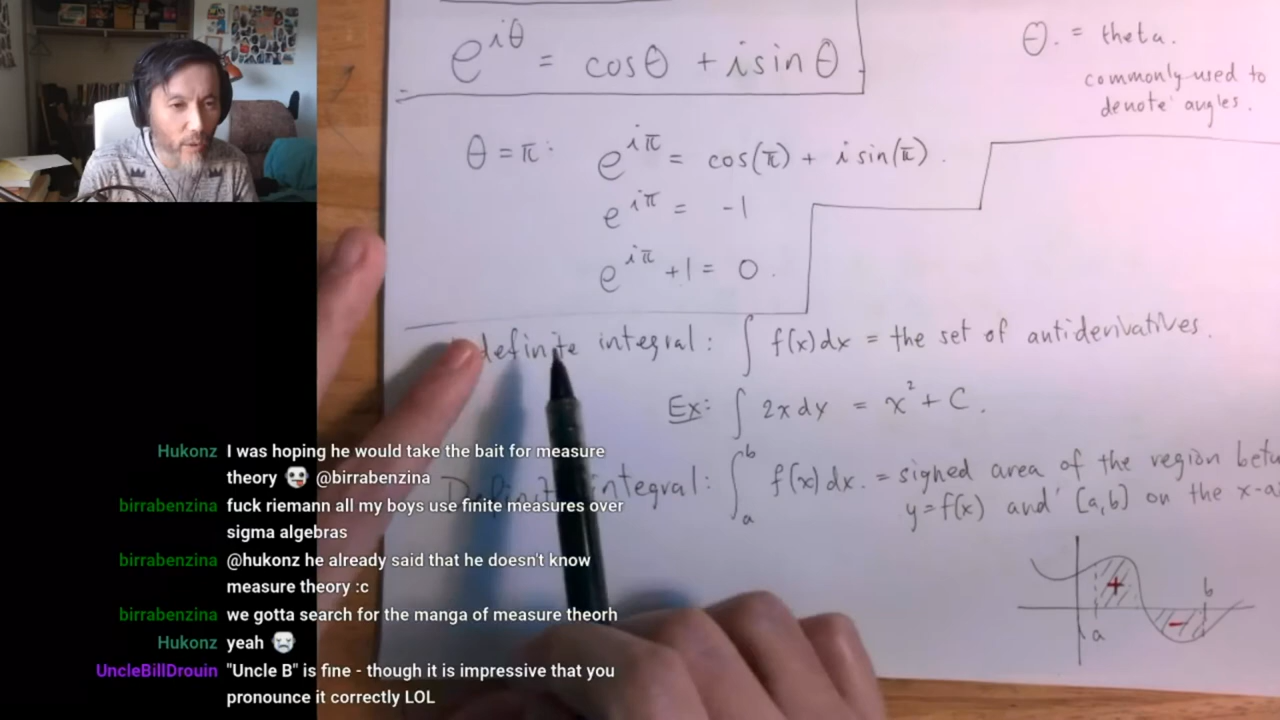 e^{iθ} = cosθ + i sin θ
θ = theta.
commonly used to
denote angles.
θ = π: e^{iπ} = cos(π) + i sin(π).
e^{iπ} = -1
e^{iπ} + 1 = 0.
definite integral: ∫ f(x)dx = the set of antiderivatives.
Ex: ∫ 2x dy = x² + C.
integral: ∫_a^b f(x)dx. = signed area of the region
y=f(x) and [a,b] on the
+
-
a
b
Hukonz I was hoping he would take the bait for measure
theory @birrabenzina
birrabenzina fuck riemann all my boys use finite measures over
sigma algebras
birrabenzina @hukonz he already said that he doesn't know
measure theory :c
birrabenzina we gotta search for the manga of measure theorh
Hukonz yeah
UncleBillDrouin "Uncle B" is fine - though it is impressive that you
pronounce it correctly LOL